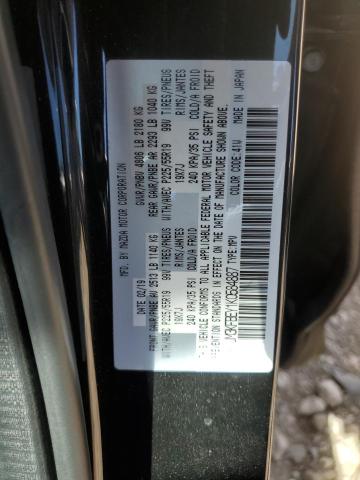 MFD. BY MAZDA MOTOR CORPORATION
DATE 02/19 GVWR/PNBV 4808 LB 2180 KG
FRONT GAWR/PNBE AV 2513 LB 1140 KG REAR GAWR/PNBE AR 2293 LB 1040 KG
WITH/AVEC P225/55R19 99V TIRES/PNEUS WITH/AVEC P225/55R19 99V TIRES/PNEUS
19X7J RIMS/JANTES 19X7J RIMS/JANTES
240 KPA/35 PSI COLD/A FROID 240 KPA/35 PSI COLD/A FROID
THIS VEHICLE CONFORMS TO ALL APPLICABLE FEDERAL MOTOR VEHICLE SAFETY AND THEFT
PREVENTION STANDARDS IN EFFECT ON THE DATE OF MANUFACTURE SHOWN ABOVE.
TYPE: MPV COLOR CODE: 41V
MADE IN JAPAN